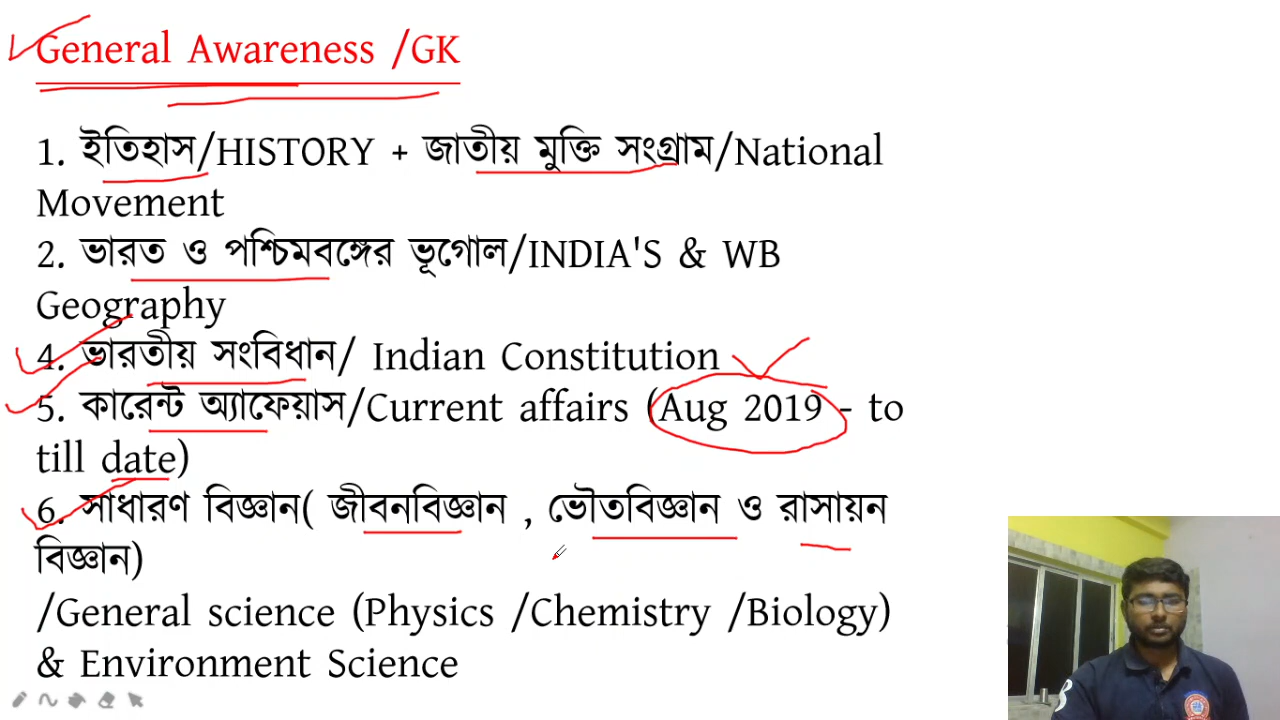 General Awareness /GK
1. ইতিহাস/HISTORY + জাতীয় মুক্তি সংগ্রাম/National
Movement
2. ভারত ও পশ্চিমবঙ্গের ভূগোল/INDIA'S & WB
Geography
4. ভারতীয় সংবিধান/ Indian Constitution
5. কারেন্ট অ্যাফেয়াস/Current affairs (Aug 2019 - to
till date)
6. সাধারণ বিজ্ঞান( জীবনবিজ্ঞান , ভৌতবিজ্ঞান ও রাসায়ন
বিজ্ঞান)
/General science (Physics /Chemistry /Biology)
& Environment Science